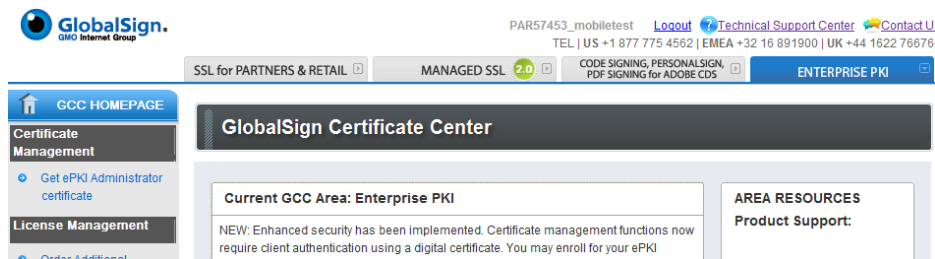 GlobalSign.
GMO Internet Group
PAR57453_mobiletest Logout Technical Support Center Contact U
TEL | US +1 877 775 4562 | EMEA +32 16 891900 | UK +44 1622 76676
SSL for PARTNERS & RETAIL
MANAGED SSL 2.0
CODE SIGNING, PERSONALSIGN,
PDF SIGNING for ADOBE CDS
ENTERPRISE PKI
GCC HOMEPAGE
Certificate
Management
Get ePKI Administrator
certificate
License Management
Order Additional
GlobalSign Certificate Center
Current GCC Area: Enterprise PKI
NEW: Enhanced security has been implemented. Certificate management functions now
require client authentication using a digital certificate. You may enroll for your ePKI
AREA RESOURCES
Product Support: